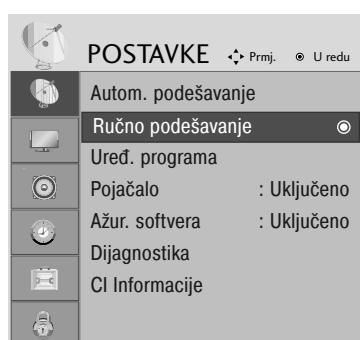 POSTAVKE Prmj. U redu
Autom. podešavanje
Ručno podešavanje
Uređ. programa
Pojačalo : Uključeno
Ažur. softvera : Uključeno
Dijagnostika
CI Informacije